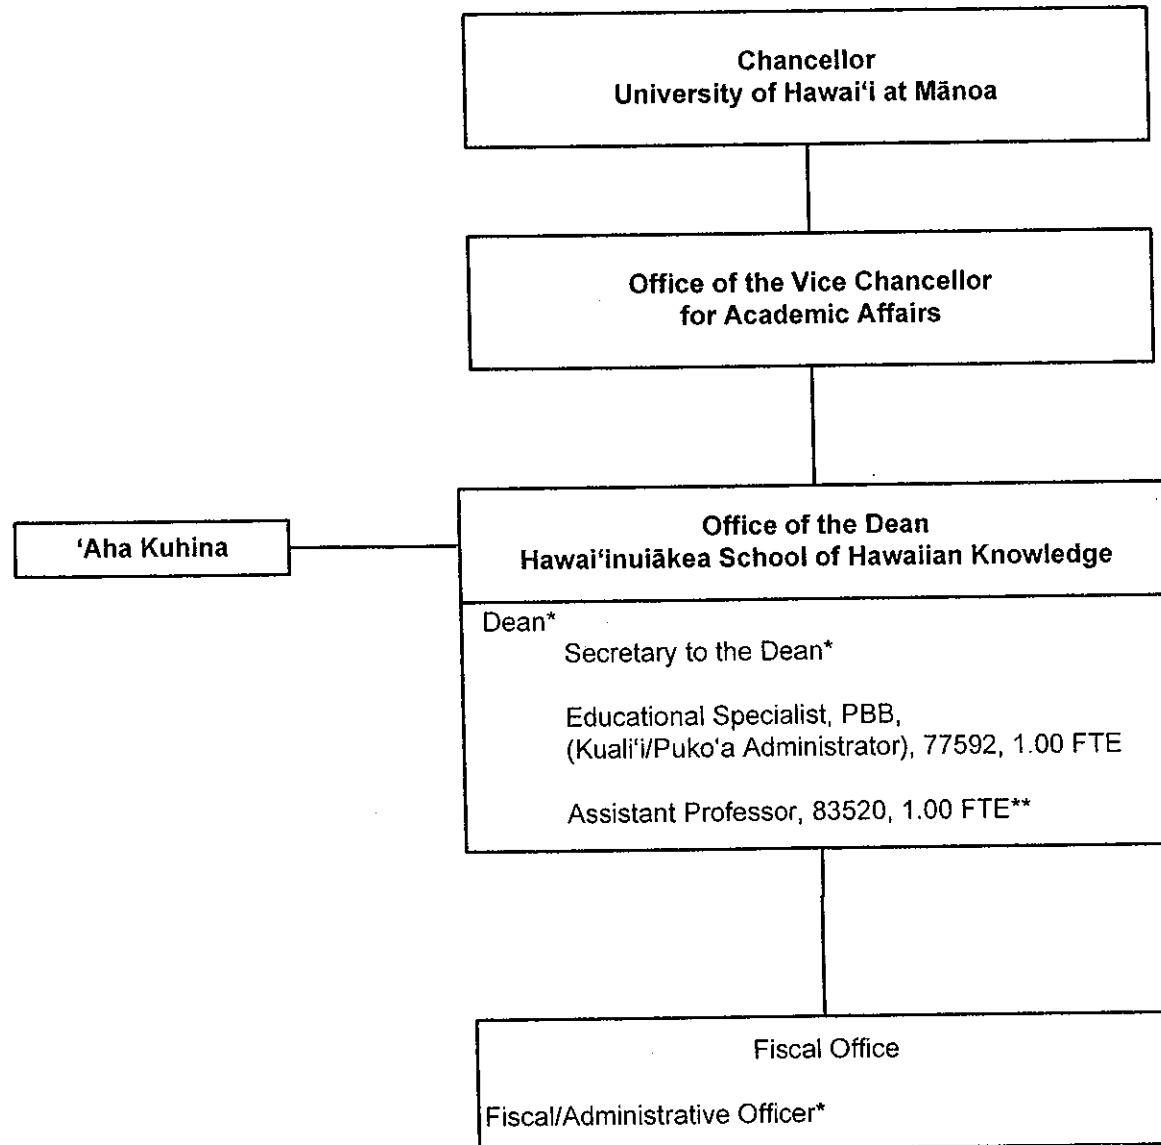 Chancellor
University of Hawai‘i at Mānoa
Office of the Vice Chancellor
for Academic Affairs
‘Aha Kuhina
Office of the Dean
Hawai‘inuiākea School of Hawaiian Knowledge
Dean*
Secretary to the Dean*
Educational Specialist, PBB,
(Kuali‘i/Puko‘a Administrator), 77592, 1.00 FTE
Assistant Professor, 83520, 1.00 FTE**
Fiscal Office
Fiscal/Administrative Officer*